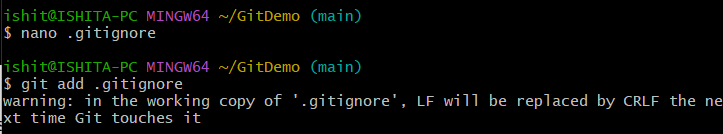 ishit@ISHITA-PC MINGW64 ~/GitDemo (main)
$ nano .gitignore
ishit@ISHITA-PC MINGW64 ~/GitDemo (main)
$ git add .gitignore
warning: in the working copy of '.gitignore', LF will be replaced by CRLF the ne
xt time Git touches it